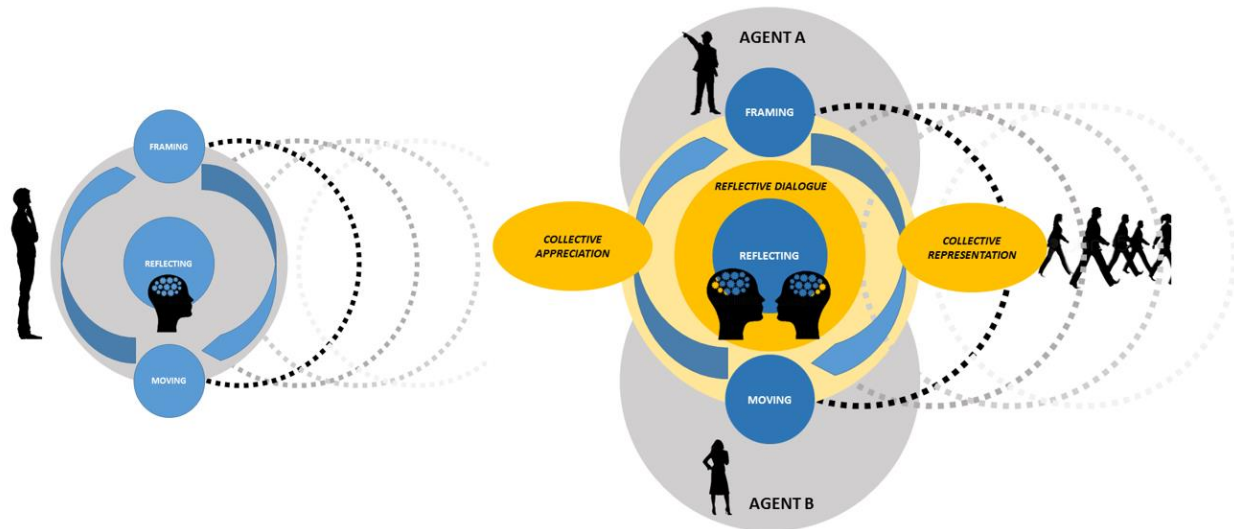 FRAMING
REFLECTING
MOVING
AGENT A
FRAMING
REFLECTIVE DIALOGUE
COLLECTIVE
APPRECIATION
REFLECTING
COLLECTIVE
REPRESENTATION
MOVING
AGENT B